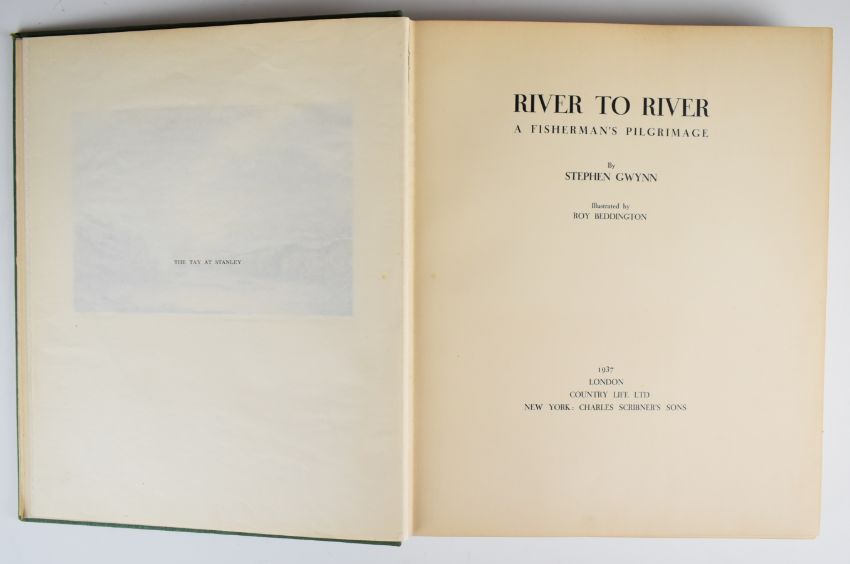 THE TAY AT STANLEY
RIVER TO RIVER
A FISHERMAN'S PILGRIMAGE
By
STEPHEN GWYNN
Illustrated by
ROY BEDDINGTON
1937
LONDON
COUNTRY LIFE LTD
NEW YORK: CHARLES SCRIBNER'S SONS